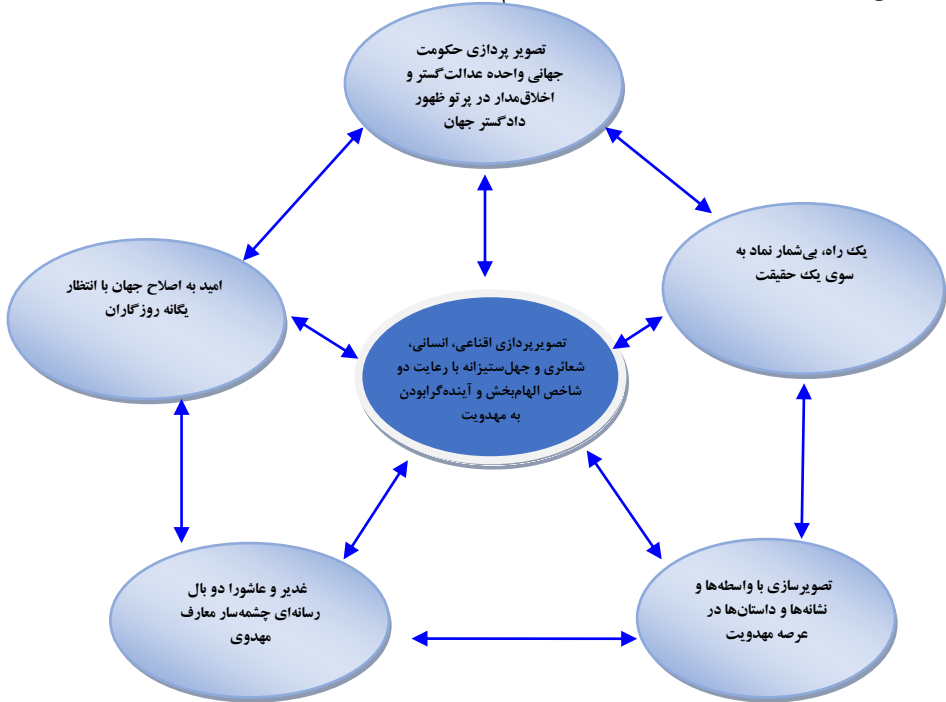 تصویر پردازی حکومت
جهانی واحده عدالت‌گستر و
اخلاق‌مدار در پرتو ظهور
دادگستر جهان
یک راه، بی‌شمار نماد به
سوی یک حقیقت
امید به اصلاح جهان با انتظار
یگانه روزگاران
تصویرپردازی اقناعی، انسانی،
شعائری و جهل‌ستیزانه با رعایت دو
شاخص الهام‌بخش و آینده‌گرابودن
به مهدویت
تصویرسازی با واسطه‌ها و
نشانه‌ها و داستان‌ها در
عرصه مهدویت
غدیر و عاشورا دو بال
رسانه‌ای چشمه‌سار معارف
مهدوی